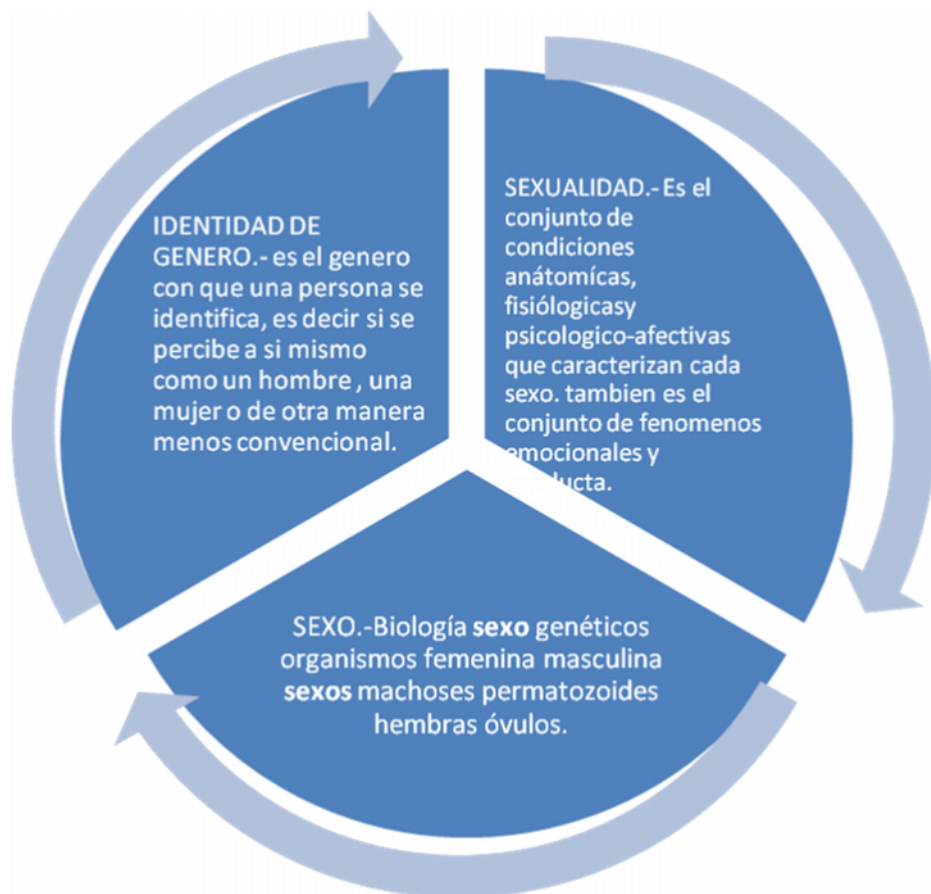 IDENTIDAD DE
GENERO.- es el genero
con que una persona se
identifica, es decir si se
percibe a si mismo
como un hombre , una
mujer o de otra manera
menos convencional.
SEXUALIDAD.- Es el
conjunto de
condiciones
anátomícas,
fisiólogicasy
psicologico-afectivas
que caracterizan cada
sexo. tambien es el
conjunto de fenomenos
emocionales y
SEXO.-Biología sexo genéticos
organismos femenina masculina
sexos machoses permatozoides
hembras óvulos.